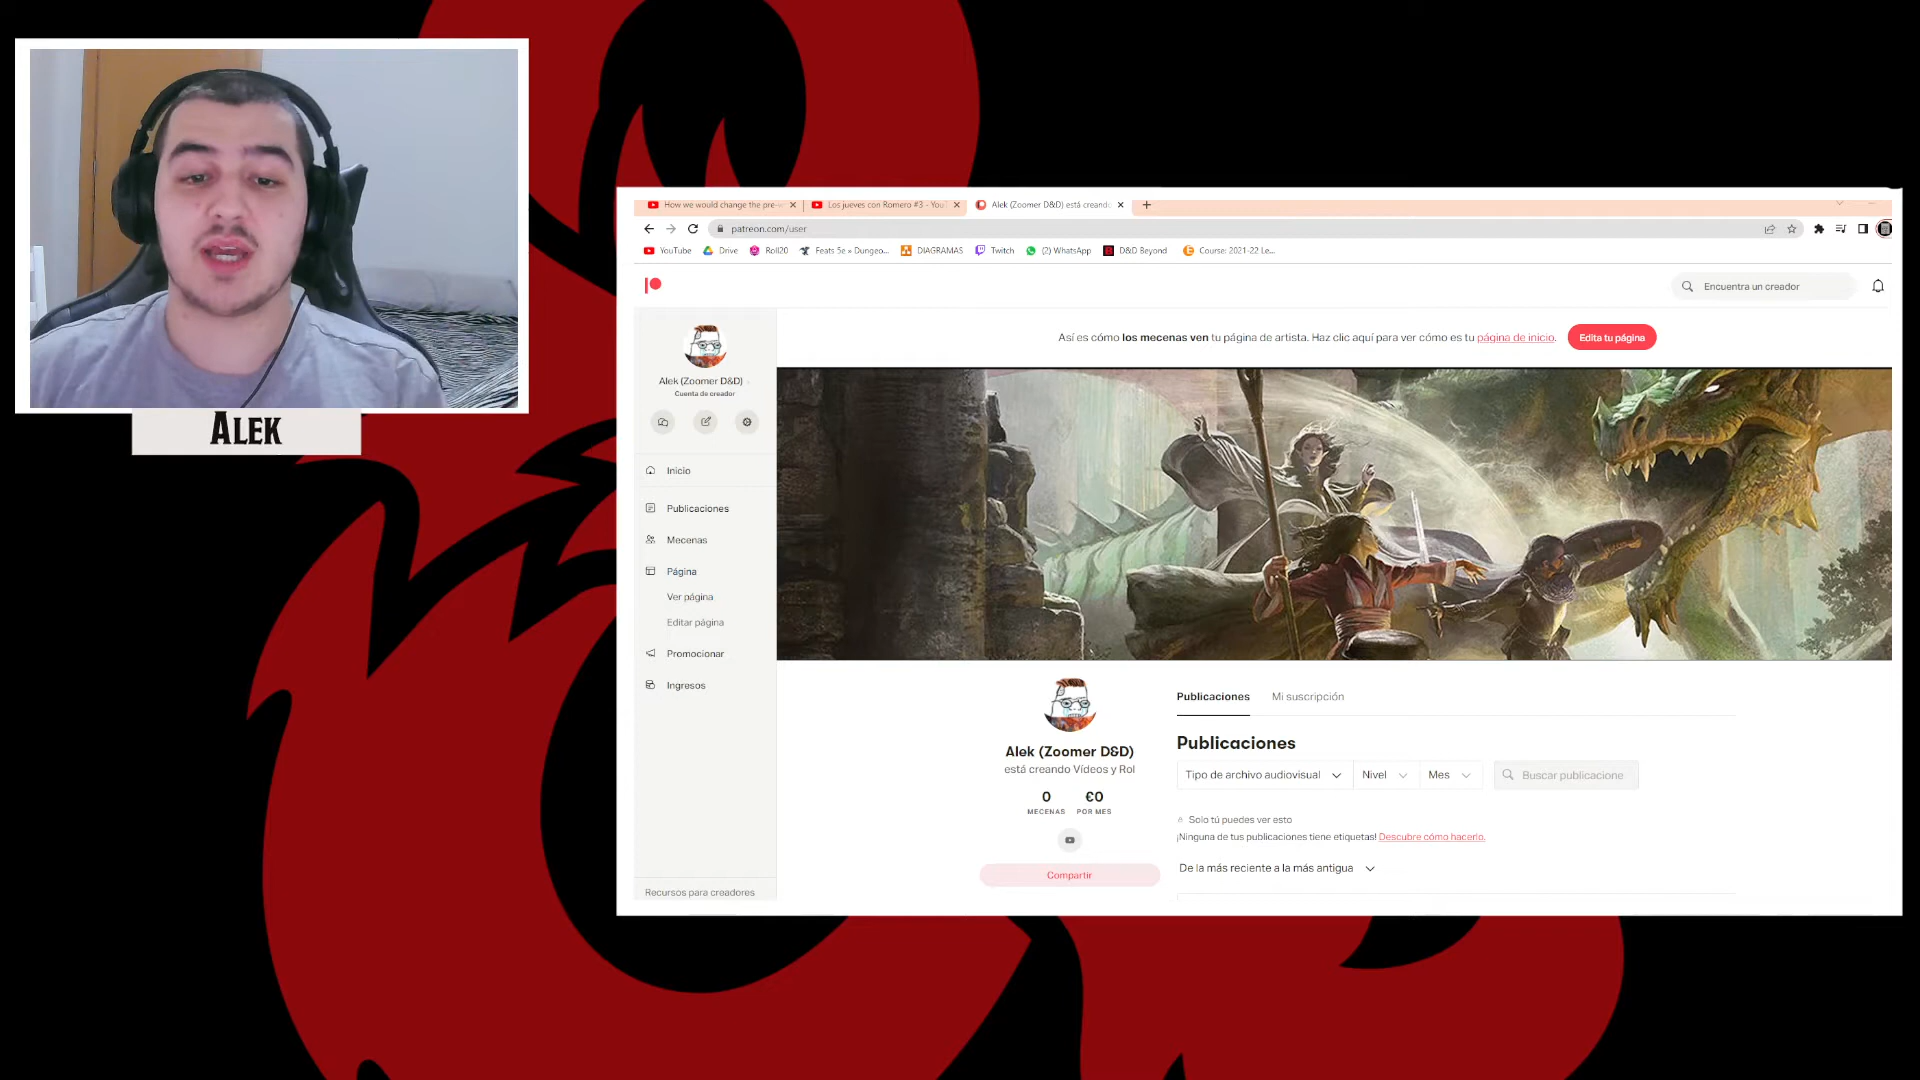 ALEK
How we would change the pre-
Los jueves con Romero #3 - You
Alek (Zoomer D&D) está creando
patreon.com/user
YouTube
Drive
Roll20
Feats 5e » Dungeo...
DIAGRAMAS
Twitch
(2) WhatsApp
D&D Beyond
Course: 2021-22 Le...
Encuentra un creador
Así es cómo los mecenas ven tu página de artista. Haz clic aquí para ver cómo es tu página de inicio.
Edita tu página
Alek (Zoomer D&D)
Cuenta de creador
Inicio
Publicaciones
Mecenas
Página
Ver página
Editar página
Promocionar
Ingresos
Recursos para creadores
Alek (Zoomer D&D)
está creando Vídeos y Rol
0 €0
MECENAS POR MES
Compartir
Publicaciones Mi suscripción
Publicaciones
Tipo de archivo audiovisual Nivel Mes Buscar publicacione
Solo tú puedes ver esto
¡Ninguna de tus publicaciones tiene etiquetas! Descubre cómo hacerlo.
De la más reciente a la más antigua